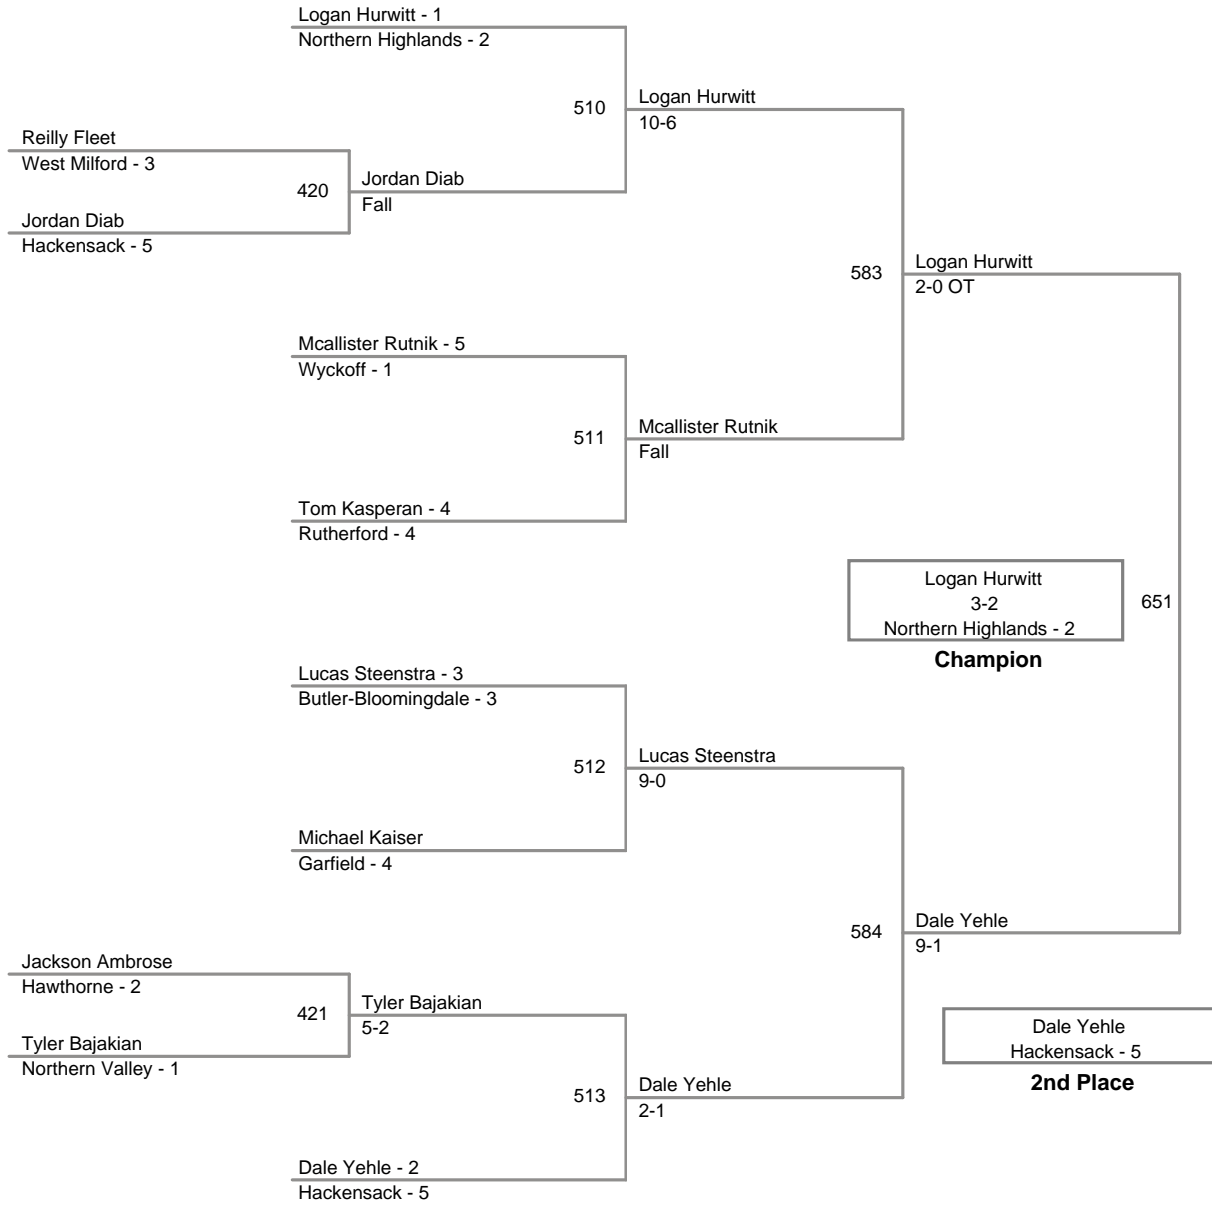 Logan Hurwitt - 1
Northern Highlands - 2
510
Logan Hurwitt
10-6
Reilly Fleet
West Milford - 3
420
Jordan Diab
Fall
Jordan Diab
Hackensack - 5
583
Logan Hurwitt
2-0 OT
Mcallister Rutnik - 5
Wyckoff - 1
511
Mcallister Rutnik
Fall
Tom Kasperan - 4
Rutherford - 4
Logan Hurwitt
3-2
Northern Highlands - 2
Champion
651
Lucas Steenstra - 3
Butler-Bloomingdale - 3
512
Lucas Steenstra
9-0
Michael Kaiser
Garfield - 4
584
Dale Yehle
9-1
Jackson Ambrose
Hawthorne - 2
421
Tyler Bajakian
5-2
Tyler Bajakian
Northern Valley - 1
Dale Yehle
Hackensack - 5
2nd Place
513
Dale Yehle
2-1
Dale Yehle - 2
Hackensack - 5